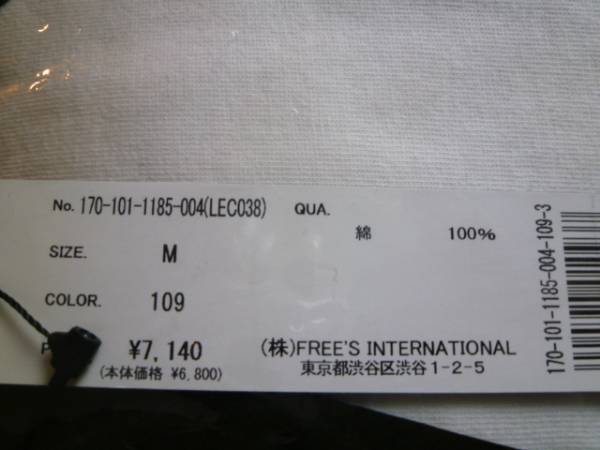 No. 170-101-1185-004(LEC038)
QUA.
綿 100%
SIZE. M
COLOR. 109
P
¥7,140
(本体価格 ¥6,800)
(株)FREE'S INTERNATIONAL
東京都渋谷区渋谷1-2-5
170-101-1185-004-109-3